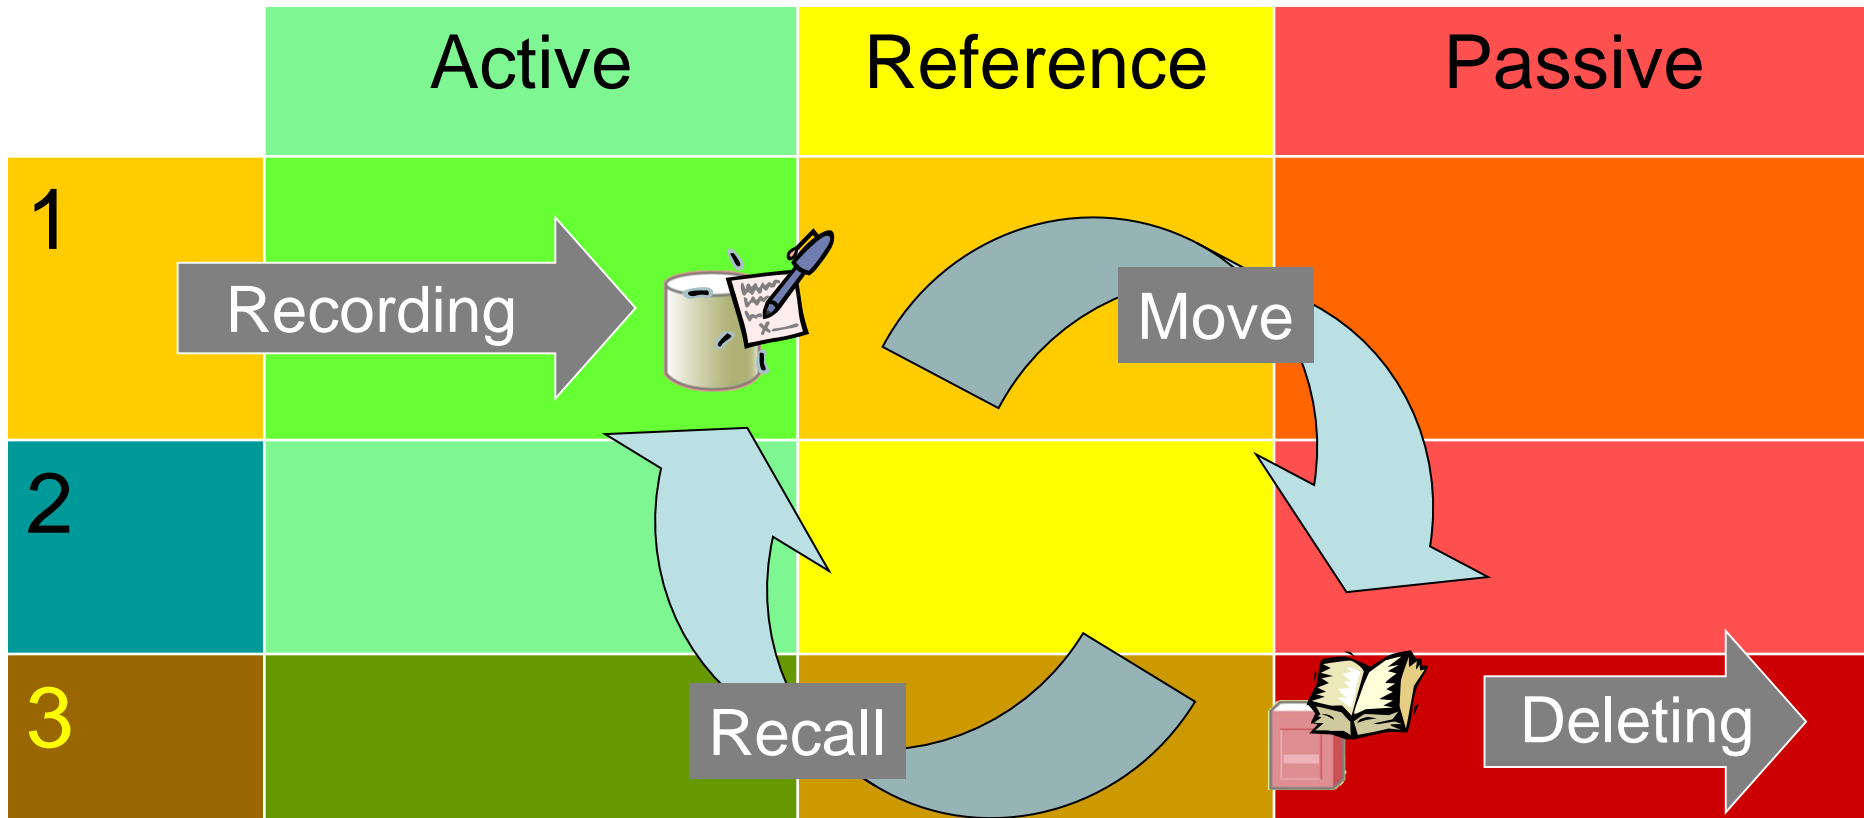 Active
Reference
Passive
1
Recording
Move
2
3
Recall
Deleting